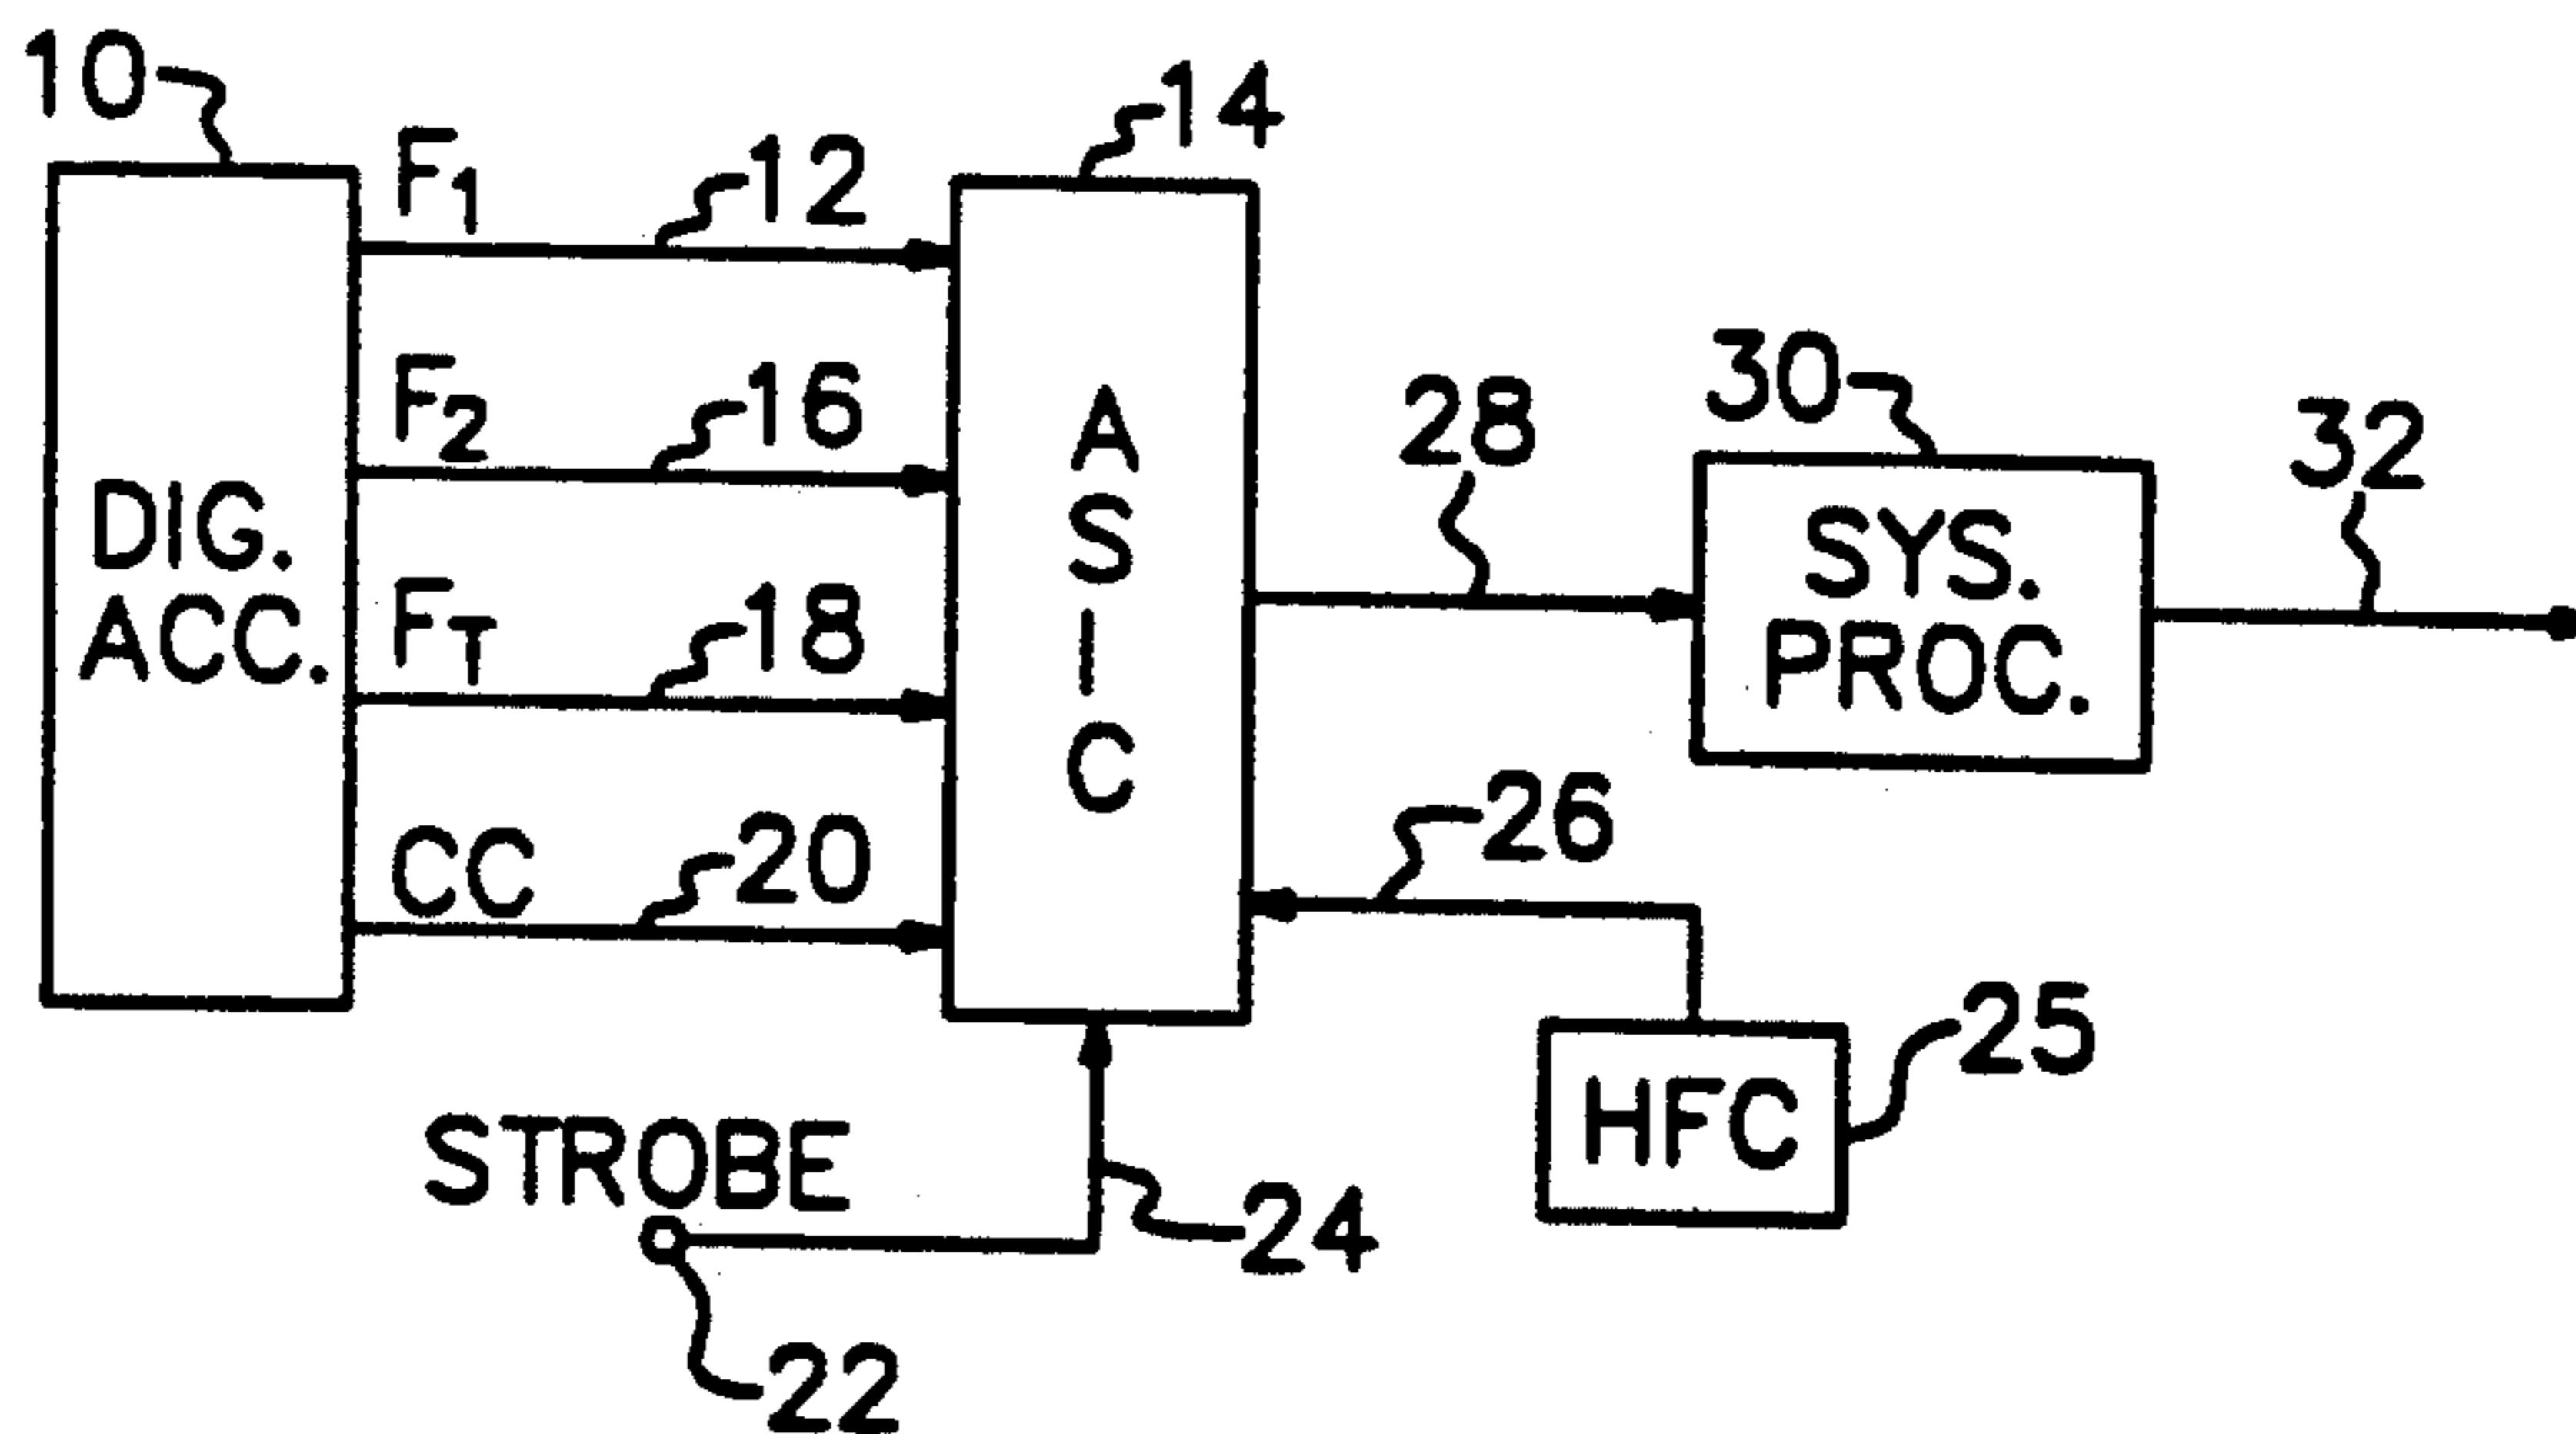 10
F1
12
14
F2
16
DIG.
ACC.
FT
18
CC
20
ASIC
28
30
SYS.
PROC.
32
26
25
HFC
STROBE
24
22